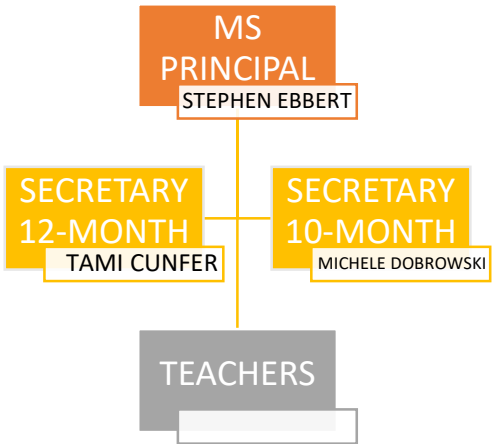 MS
PRINCIPAL
STEPHEN EBBERT
SECRETARY
12-MONTH
TAMI CUNFER
SECRETARY
10-MONTH
MICHELE DOBROWSKI
TEACHERS